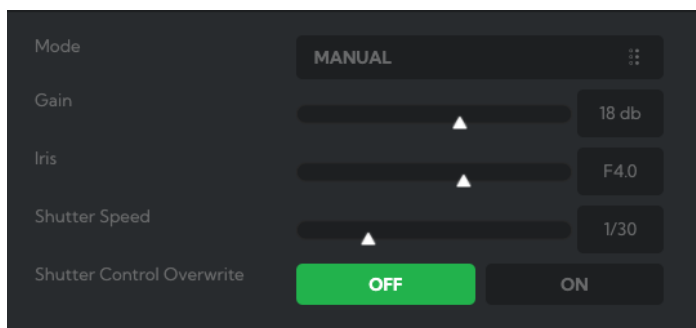 Mode
MANUAL
Gain
18 db
Iris
F4.0
Shutter Speed
1/30
Shutter Control Overwrite
OFF
ON